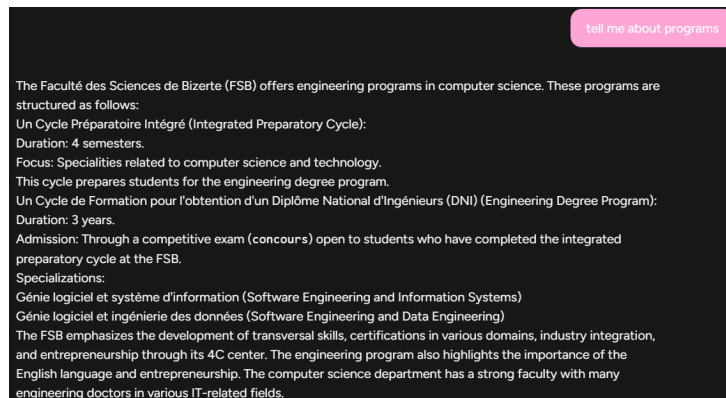 tell me about programs
The Faculté des Sciences de Bizerte (FSB) offers engineering programs in computer science. These programs are
structured as follows:
Un Cycle Préparatoire Intégré (Integrated Preparatory Cycle):
Duration: 4 semesters.
Focus: Specialities related to computer science and technology.
This cycle prepares students for the engineering degree program.
Un Cycle de Formation pour l'obtention d'un Diplôme National d'Ingénieurs (DNI) (Engineering Degree Program):
Duration: 3 years.
Admission: Through a competitive exam (concours) open to students who have completed the integrated
preparatory cycle at the FSB.
Specializations:
Génie logiciel et système d'information (Software Engineering and Information Systems)
Génie logiciel et ingénierie des données (Software Engineering and Data Engineering)
The FSB emphasizes the development of transversal skills, certifications in various domains, industry integration,
and entrepreneurship through its 4C center. The engineering program also highlights the importance of the
English language and entrepreneurship. The computer science department has a strong faculty with many
engineering doctors in various IT-related fields.